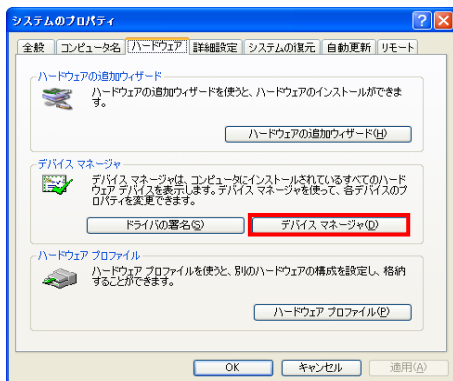 システムのプロパティ
全般 コンピュータ名 ハードウェア 詳細設定 システムの復元 自動更新 リモート
ハードウェアの追加ウィザード
ハードウェアの追加ウィザードを使うと、ハードウェアのインストールができま
す。
ハードウェアの追加ウィザード(H)
デバイス マネージャ
デバイス マネージャは、コンピュータにインストールされているすべてのハード
ウェア デバイスを表示します。デバイス マネージャを使って、各デバイスのプ
ロパティを変更できます。
ドライバの署名(S) デバイス マネージャ(D)
ハードウェア プロファイル
ハードウェア プロファイルを使うと、別のハードウェアの構成を設定し、格納
することができます。
ハードウェア プロファイル(P)
OK キャンセル 適用(A)